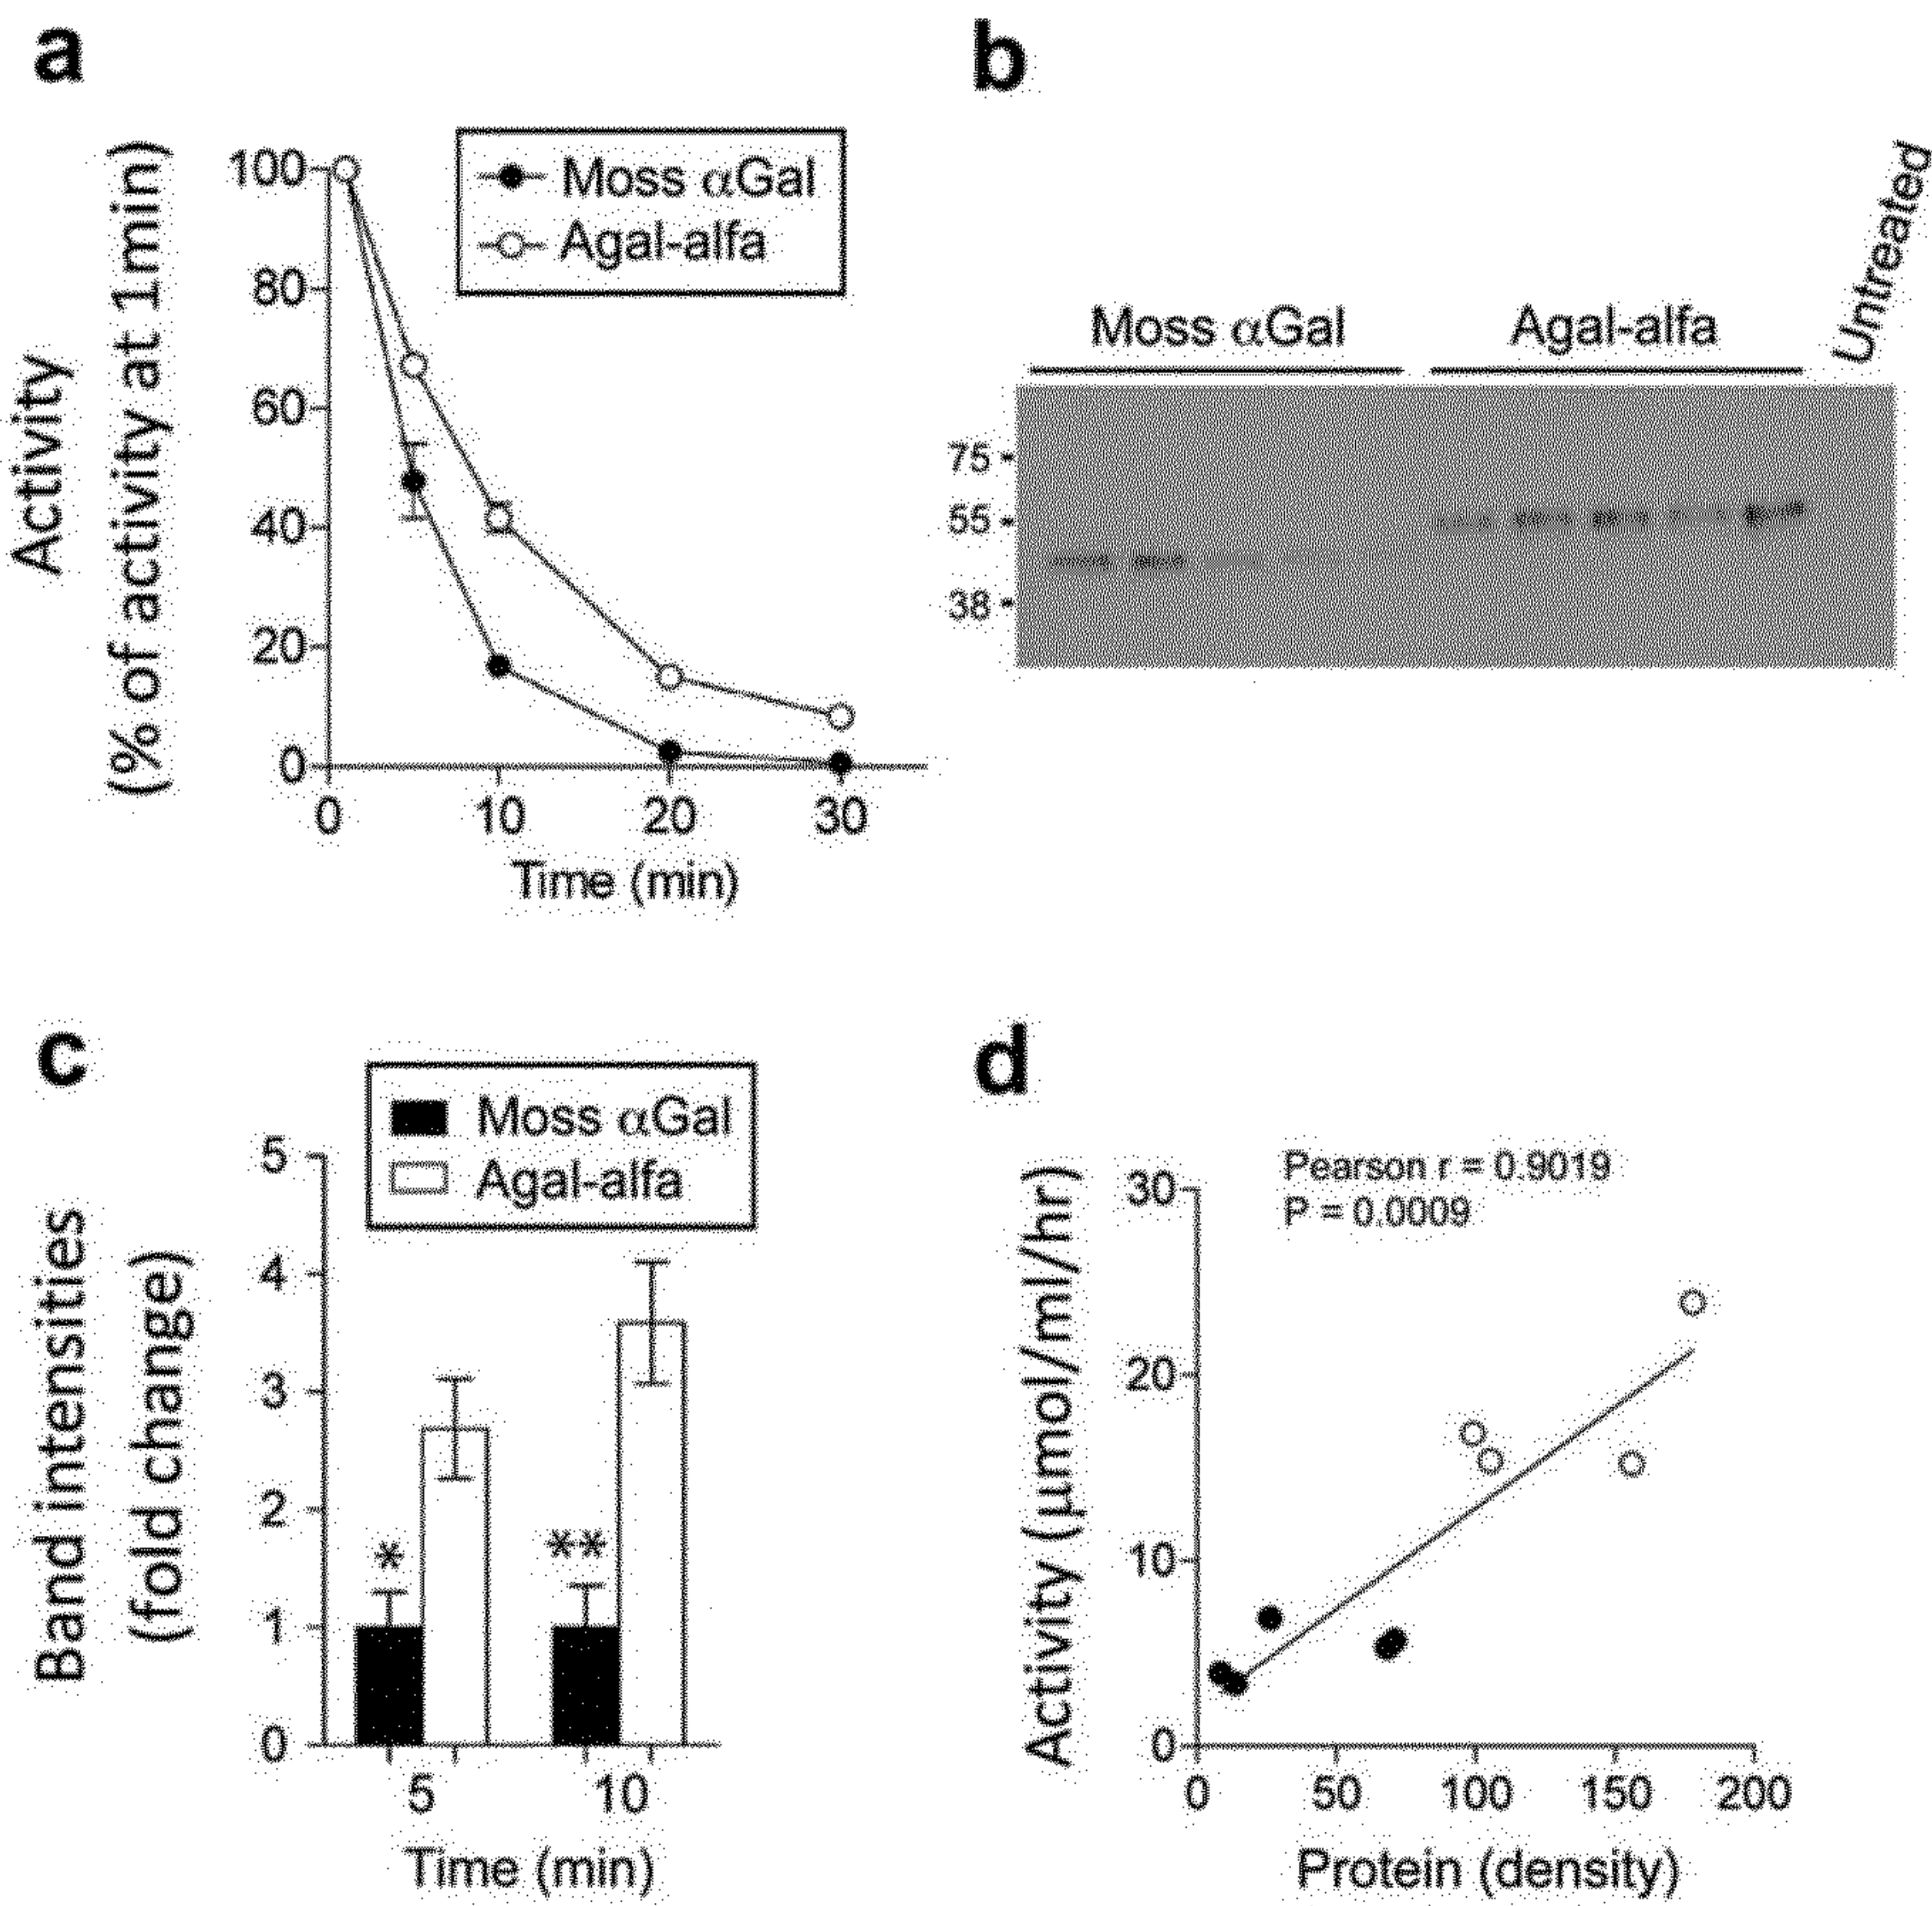 a
Activity
(% of activity at 1min)
100
80
60
40
20
0
0 10 20 30
Time (min)
Moss αGal
Agal-alfa
b
Moss αGal Agal-alfa Untreated
75
55
38
c
Band intensities
(fold change)
5
4
3
2
1
0
Moss αGal
Agal-alfa
* **
5 10
Time (min)
d
Activity (μmol/ml/hr)
30
20
10
0
Pearson r = 0.9019
P = 0.0009
0 50 100 150 200
Protein (density)